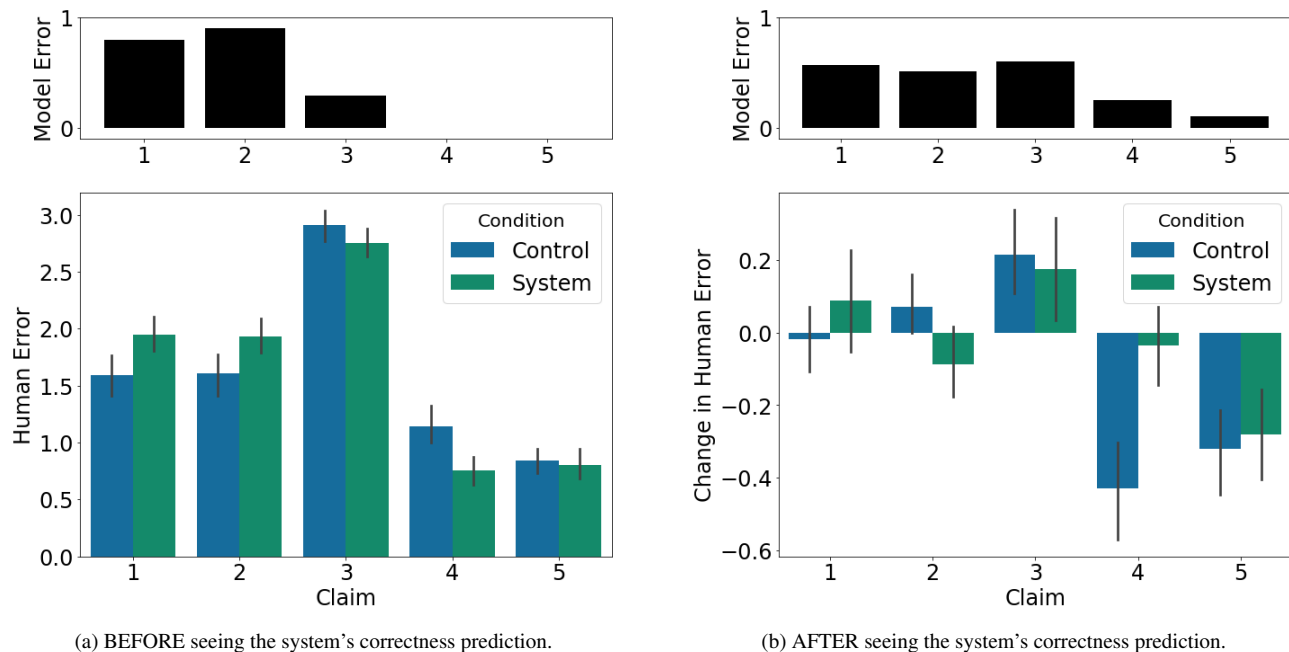 1
0
Model Error
1 2 3 4 5
3.0
2.5
2.0
1.5
1.0
0.5
0.0
Human Error
Condition
Control
System
1 2 3 4 5
Claim
(a) BEFORE seeing the system's correctness prediction.
1
0
Model Error
1 2 3 4 5
0.2
0.0
−0.2
−0.4
−0.6
Change in Human Error
Condition
Control
System
1 2 3 4 5
Claim
(b) AFTER seeing the system's correctness prediction.